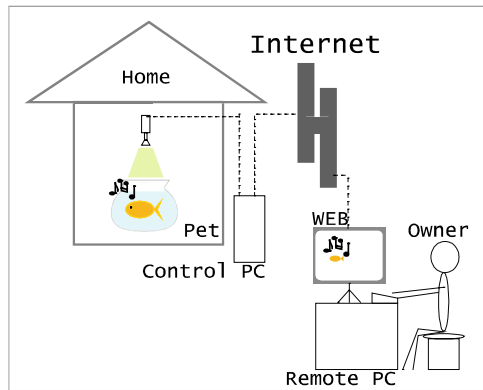 Internet
Home
WEB
Owner
Pet
Control PC
Remote PC